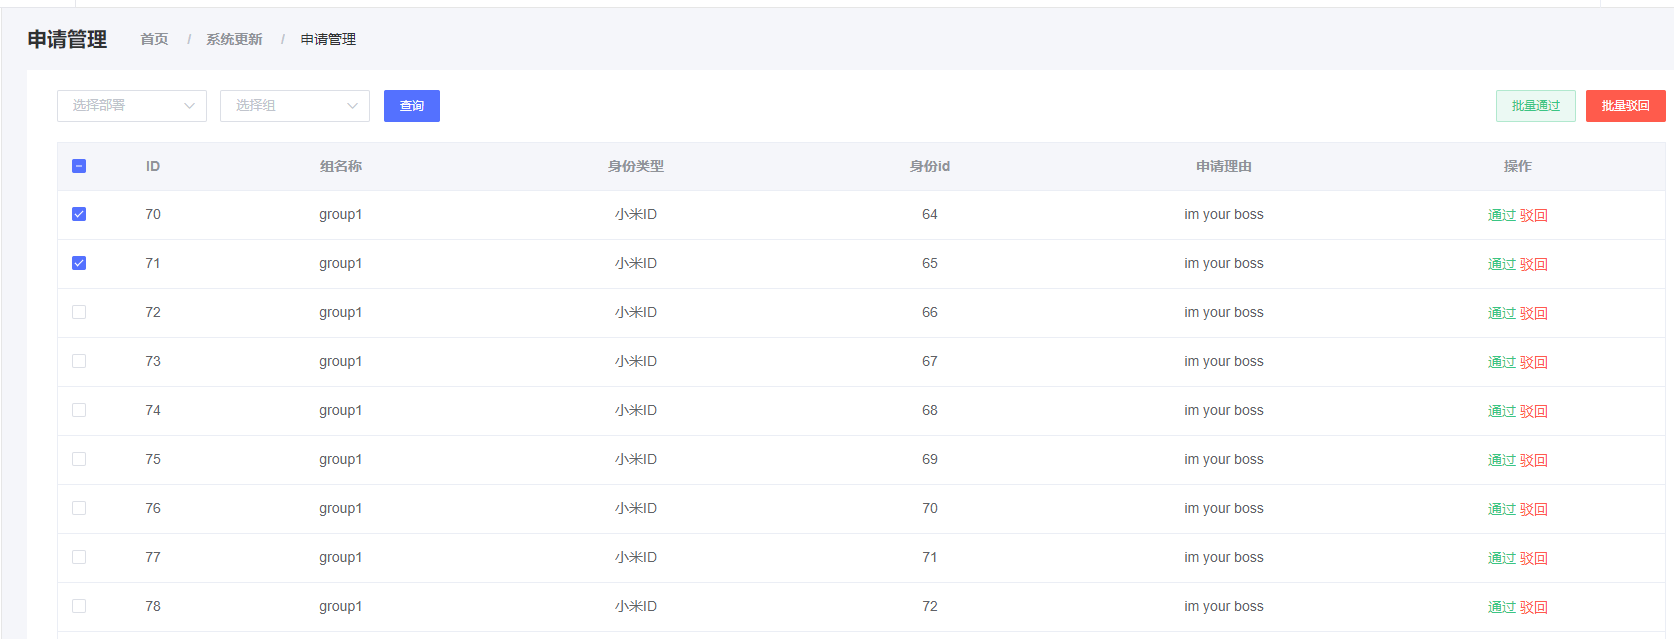 申请管理 首页 / 系统更新 / 申请管理
选择部署 选择组 查询 批量通过 批量驳回
ID 组名称 身份类型 身份id 申请理由 操作
70 group1 小米ID 64 im your boss 通过 驳回
71 group1 小米ID 65 im your boss 通过 驳回
72 group1 小米ID 66 im your boss 通过 驳回
73 group1 小米ID 67 im your boss 通过 驳回
74 group1 小米ID 68 im your boss 通过 驳回
75 group1 小米ID 69 im your boss 通过 驳回
76 group1 小米ID 70 im your boss 通过 驳回
77 group1 小米ID 71 im your boss 通过 驳回
78 group1 小米ID 72 im your boss 通过 驳回